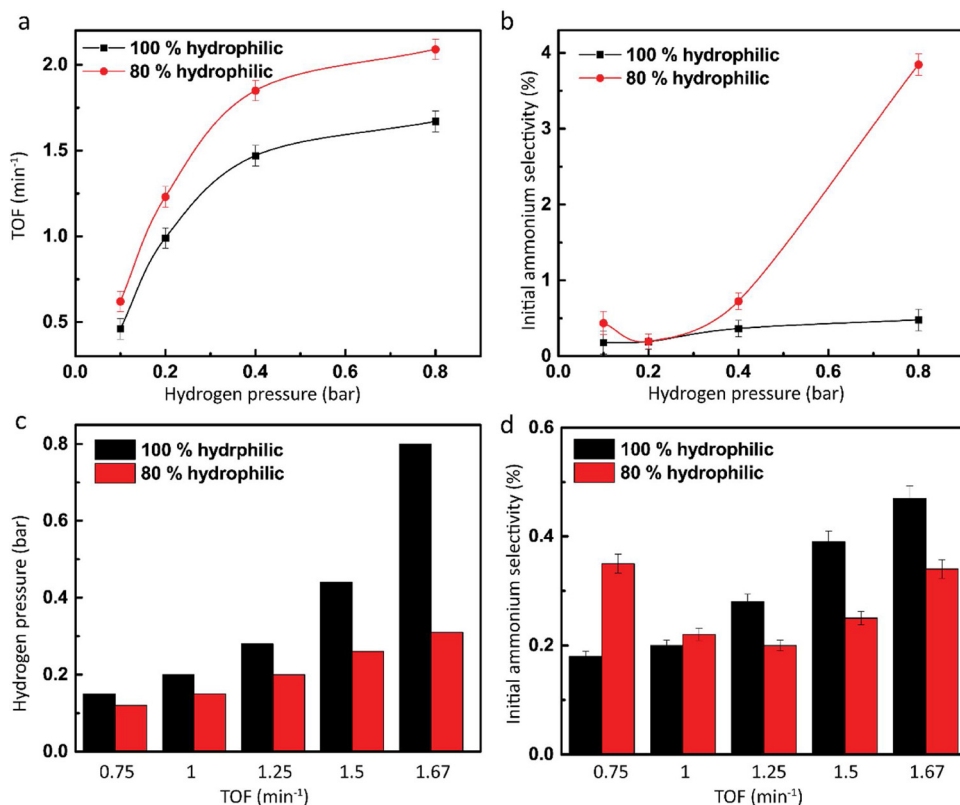 a
100 % hydrophilic
80 % hydrophilic
2.0
1.5
1.0
0.5
TOF (min-1)
0.0
0.2
0.4
0.6
0.8
Hydrogen pressure (bar)
b
100 % hydrophilic
80 % hydrophilic
4
3
2
1
0
Initial ammonium selectivity (%)
0.0
0.2
0.4
0.6
0.8
Hydrogen pressure (bar)
c
100 % hydrphilic
80 % hydrophilic
0.8
0.6
0.4
0.2
0.0
Hydrogen pressure (bar)
0.75
1
1.25
1.5
1.67
TOF (min-1)
d
100 % hydrophilic
80 % hydrophilic
0.6
0.4
0.2
0.0
Initial ammonium selectivity (%)
0.75
1
1.25
1.5
1.67
TOF (min-1)